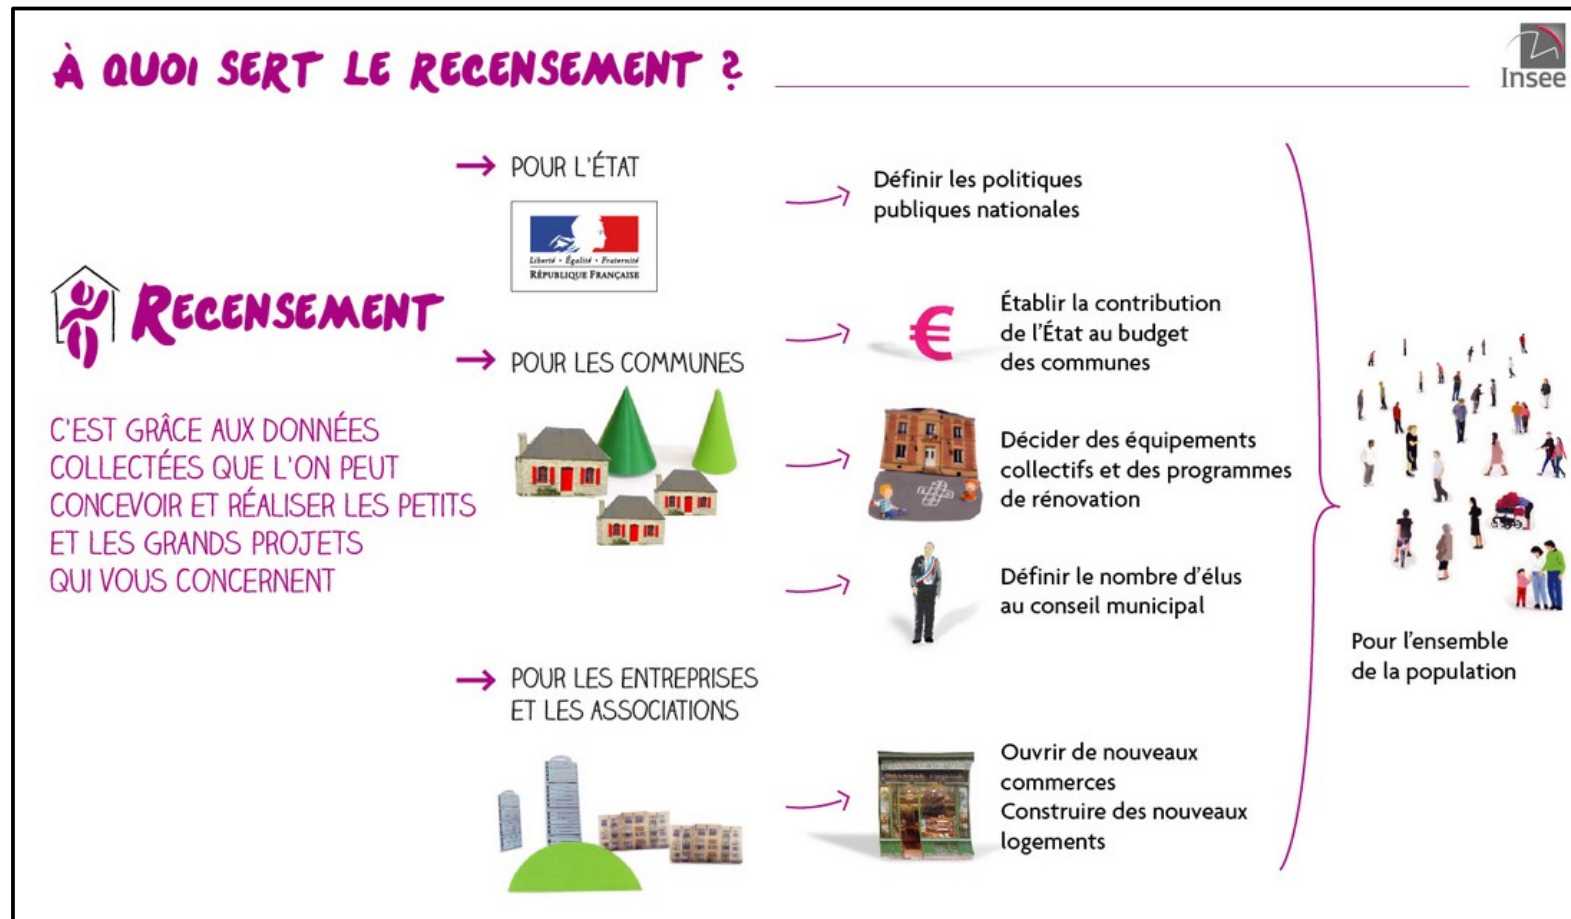 À QUOI SERT LE RECENSEMENT ?
Insee
RECENSEMENT
C'EST GRÂCE AUX DONNÉES
COLLECTÉES QUE L'ON PEUT
CONCEVOIR ET RÉALISER LES PETITS
ET LES GRANDS PROJETS
QUI VOUS CONCERNENT
POUR L'ÉTAT
Liberté • Égalité • Fraternité
RÉPUBLIQUE FRANÇAISE
Définir les politiques
publiques nationales
POUR LES COMMUNES
€
Établir la contribution
de l'État au budget
des communes
Décider des équipements
collectifs et des programmes
de rénovation
Définir le nombre d'élus
au conseil municipal
POUR LES ENTREPRISES
ET LES ASSOCIATIONS
Ouvrir de nouveaux
commerces
Construire des nouveaux
logements
Pour l'ensemble
de la population